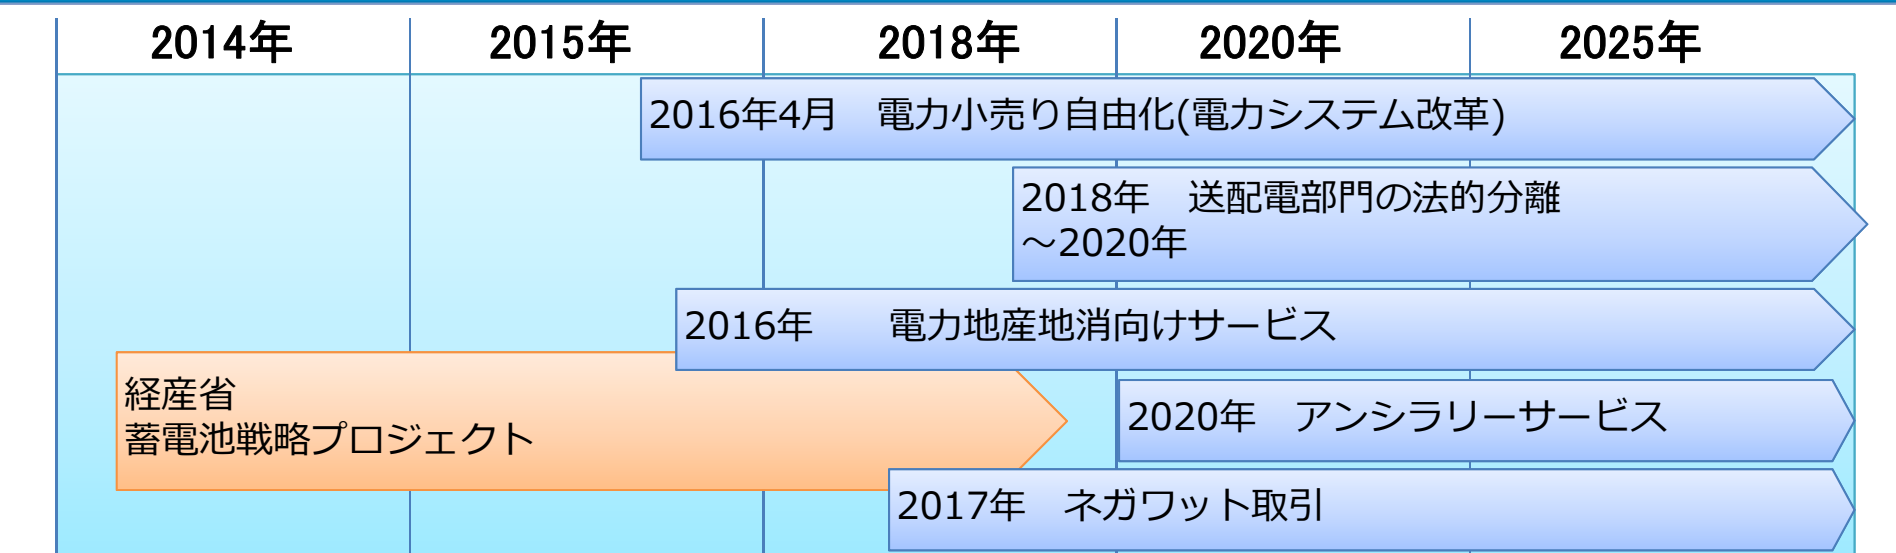 2014年 2015年 2018年 2020年 2025年
2016年4月　電力小売り自由化(電力システム改革)
2018年　送配電部門の法的分離
～2020年
2016年　　電力地産地消向けサービス
経産省
蓄電池戦略プロジェクト
2020年　アンシラリーサービス
2017年　ネガワット取引